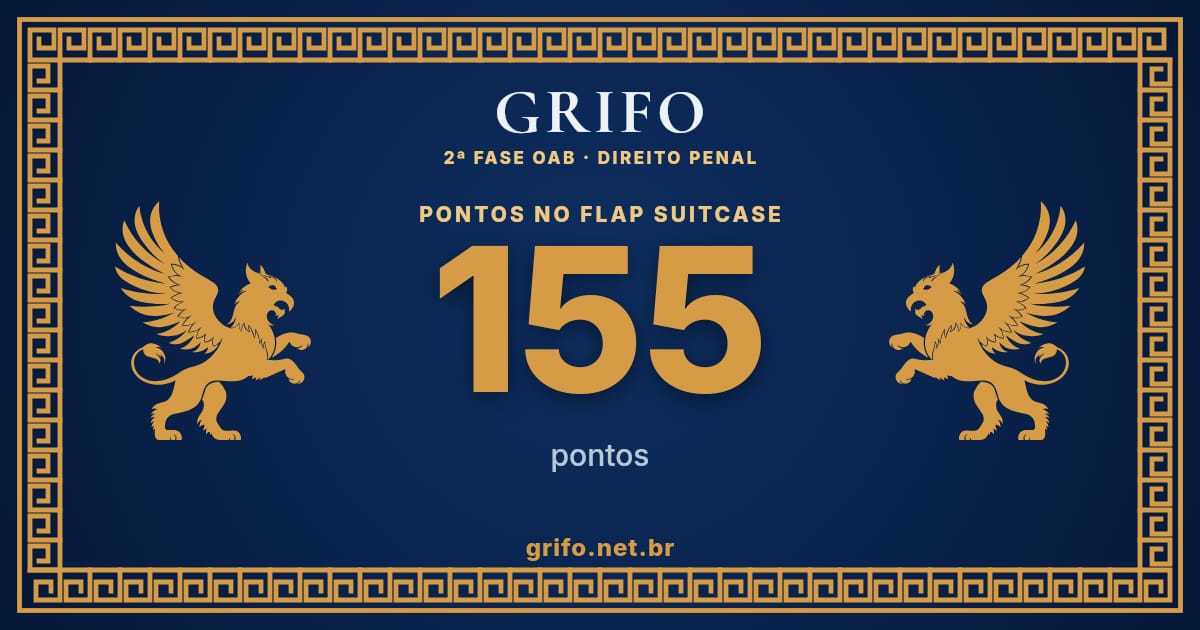 GRIFO
2ª FASE OAB · DIREITO PENAL
PONTOS NO FLAP SUITCASE
155
pontos
grifo.net.br